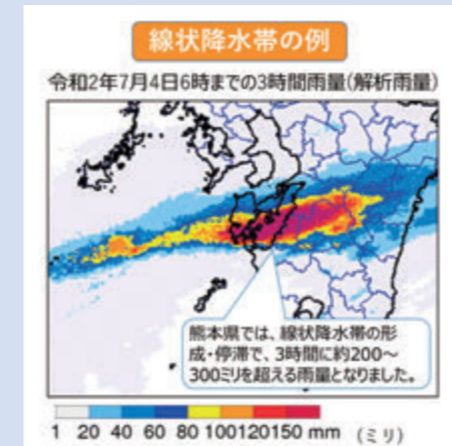 線状降水帯の例
令和2年7月4日6時までの3時間雨量(解析雨量)
熊本県では、線状降水帯の形
成・停滞で、3時間に約200～
300ミリを超える雨量となりました。
1 20 40 60 80 100120150 mm (ミリ)